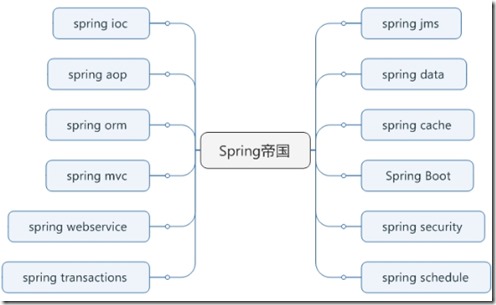 spring ioc
spring aop
spring orm
spring mvc
spring webservice
spring transactions
Spring帝国
spring jms
spring data
spring cache
Spring Boot
spring security
spring schedule